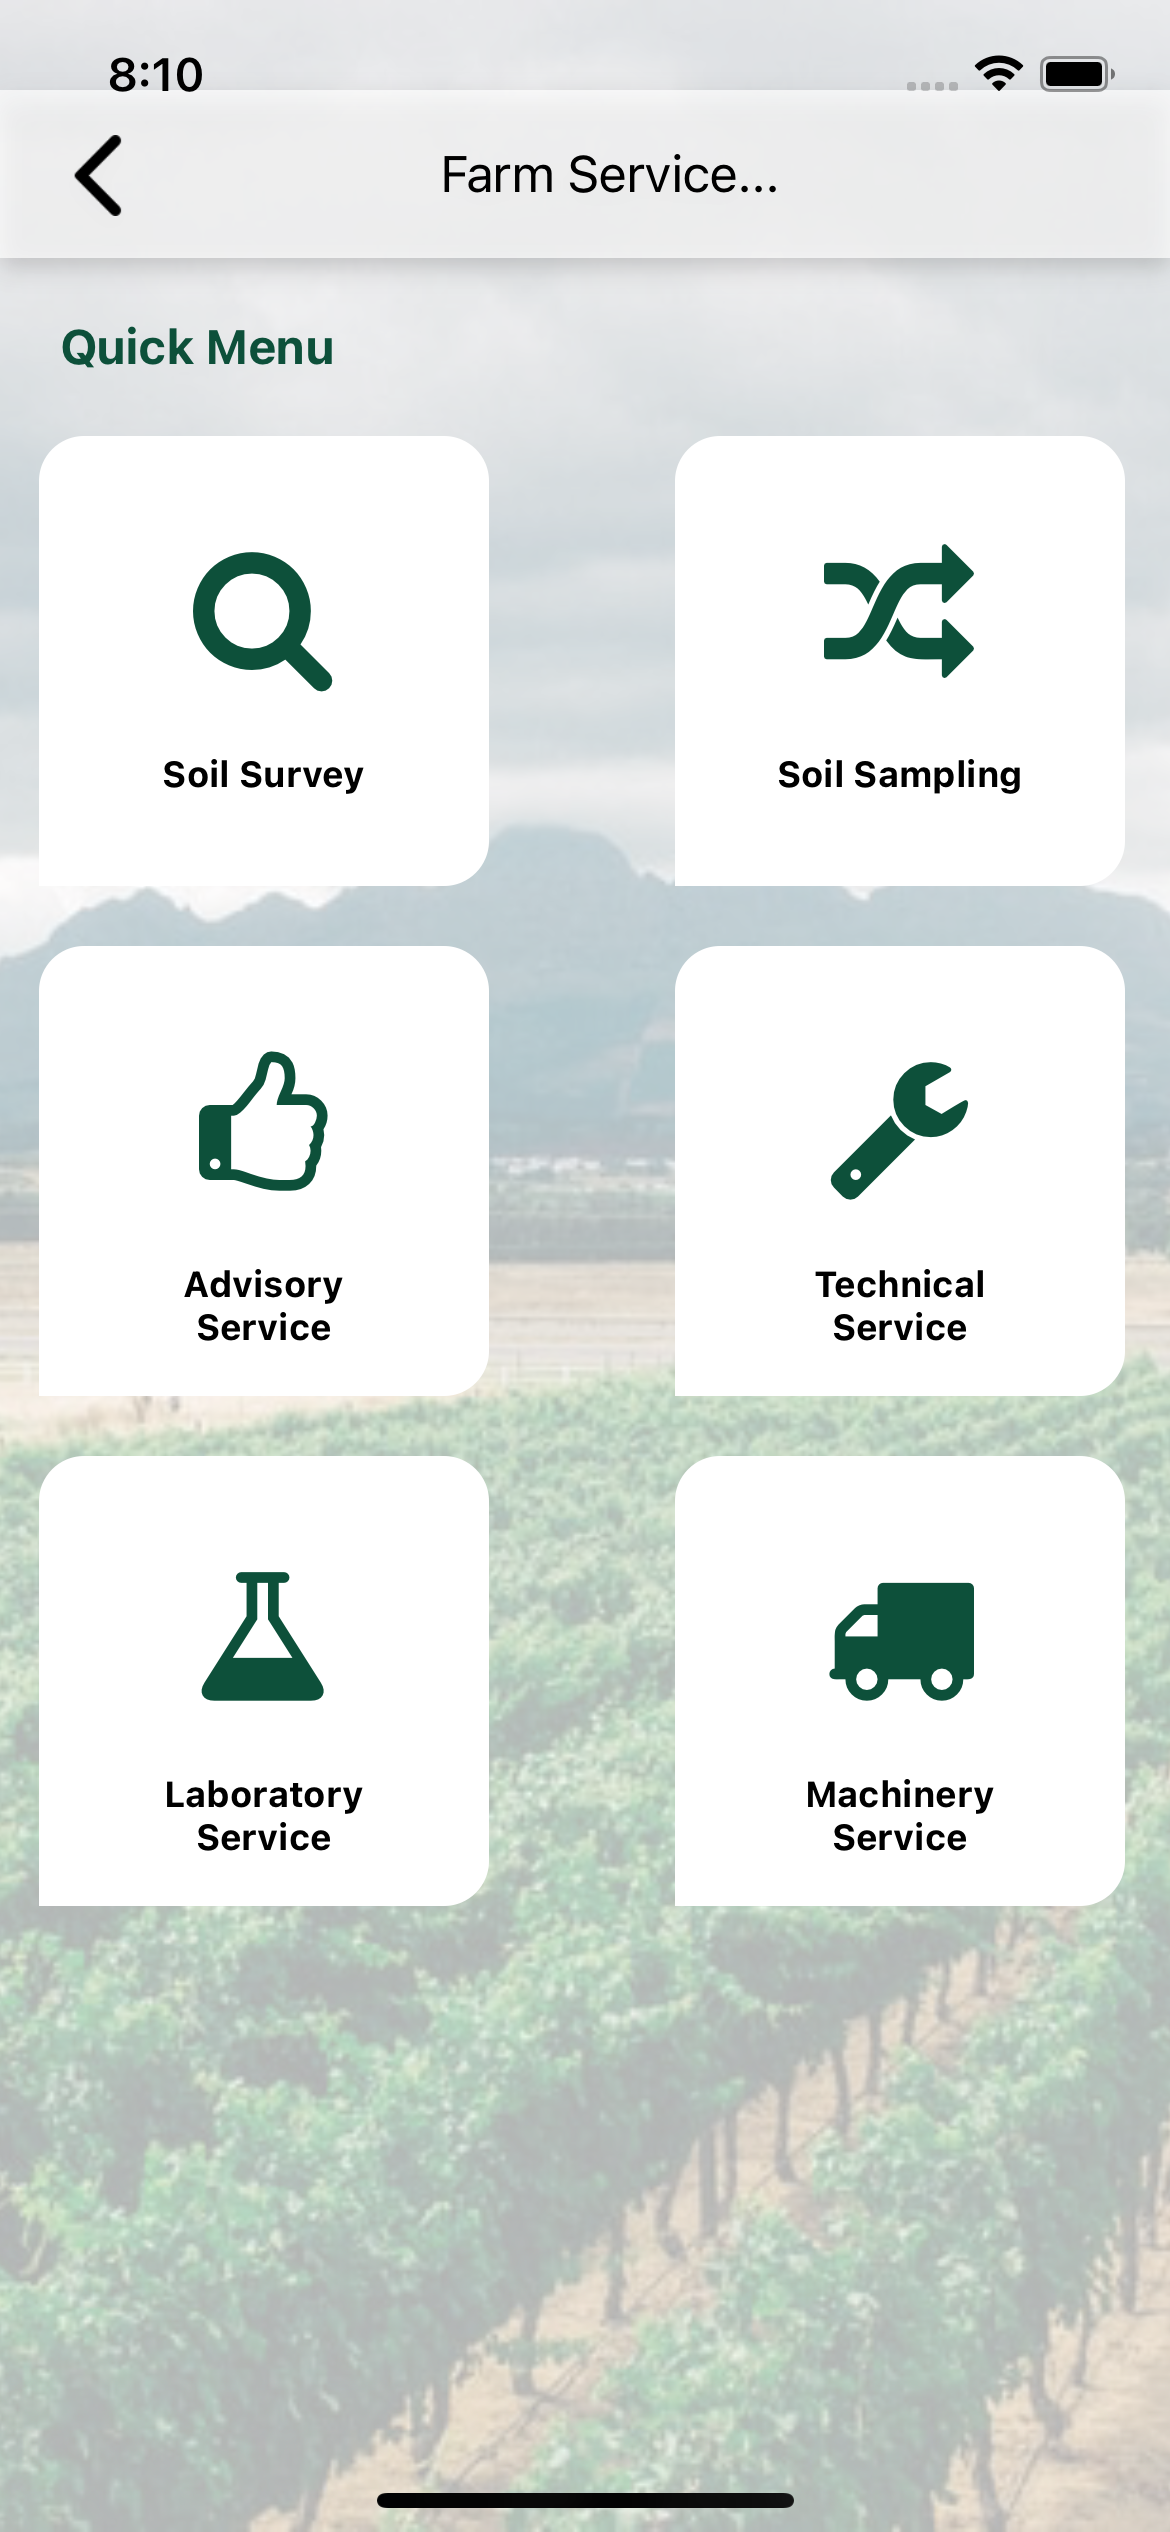 8:10
Farm Service...
Quick Menu
Soil Survey
Soil Sampling
Advisory
Service
Technical
Service
Laboratory
Service
Machinery
Service